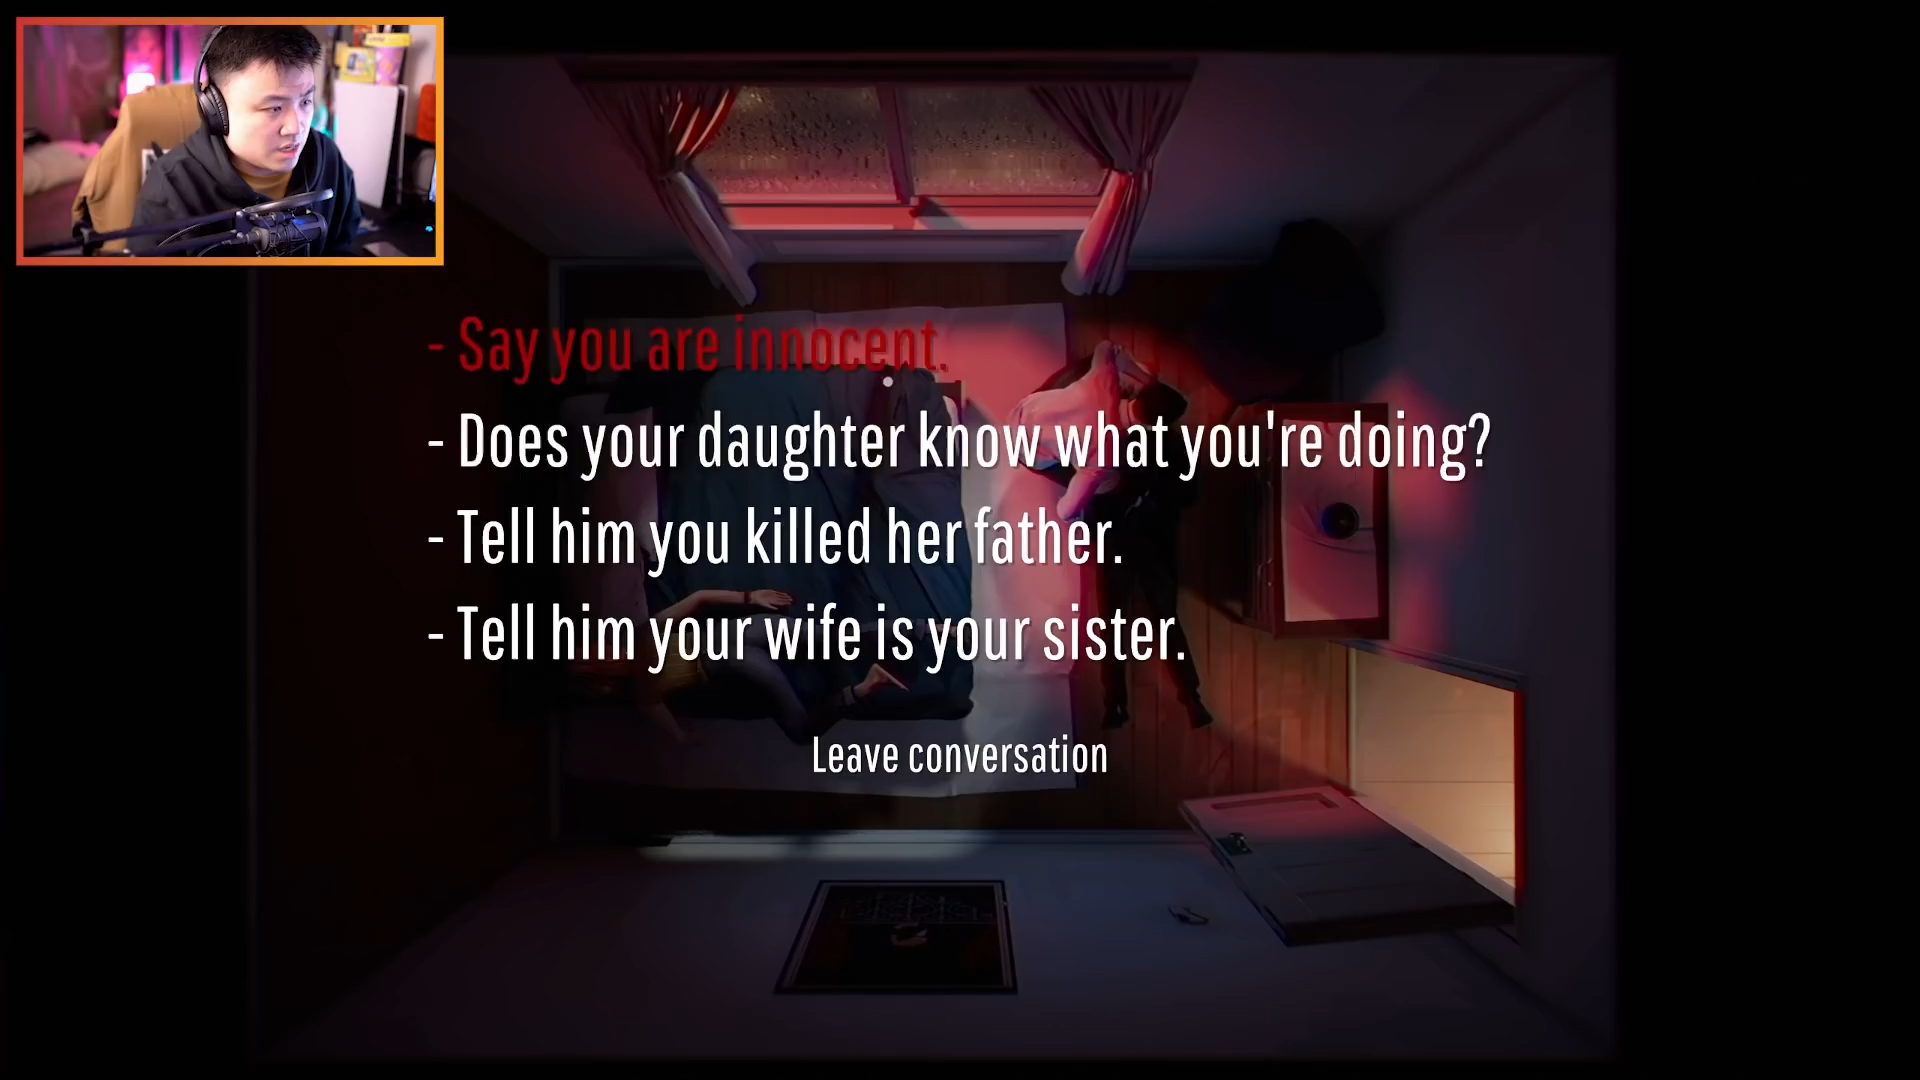 - Say you are innocent.
- Does your daughter know what you're doing?
- Tell him you killed her father.
- Tell him your wife is your sister.
Leave conversation